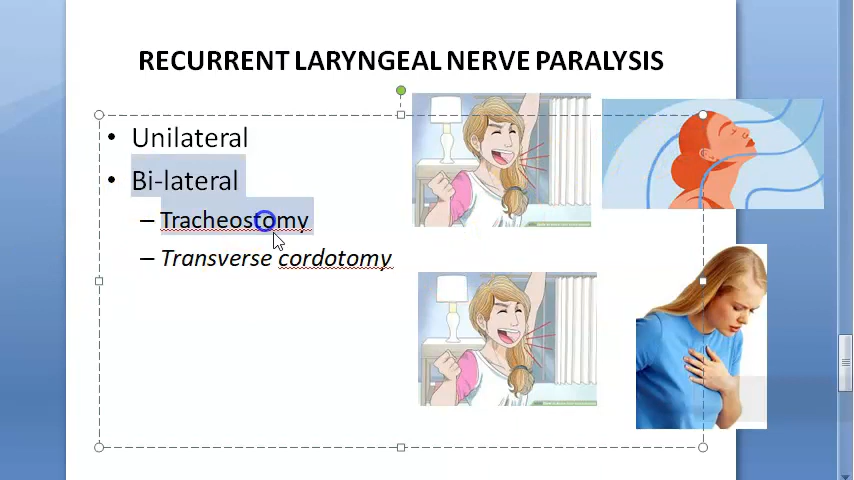 RECURRENT LARYNGEAL NERVE PARALYSIS
• Unilateral
• Bi-lateral
– Tracheostomy
– Transverse cordotomy